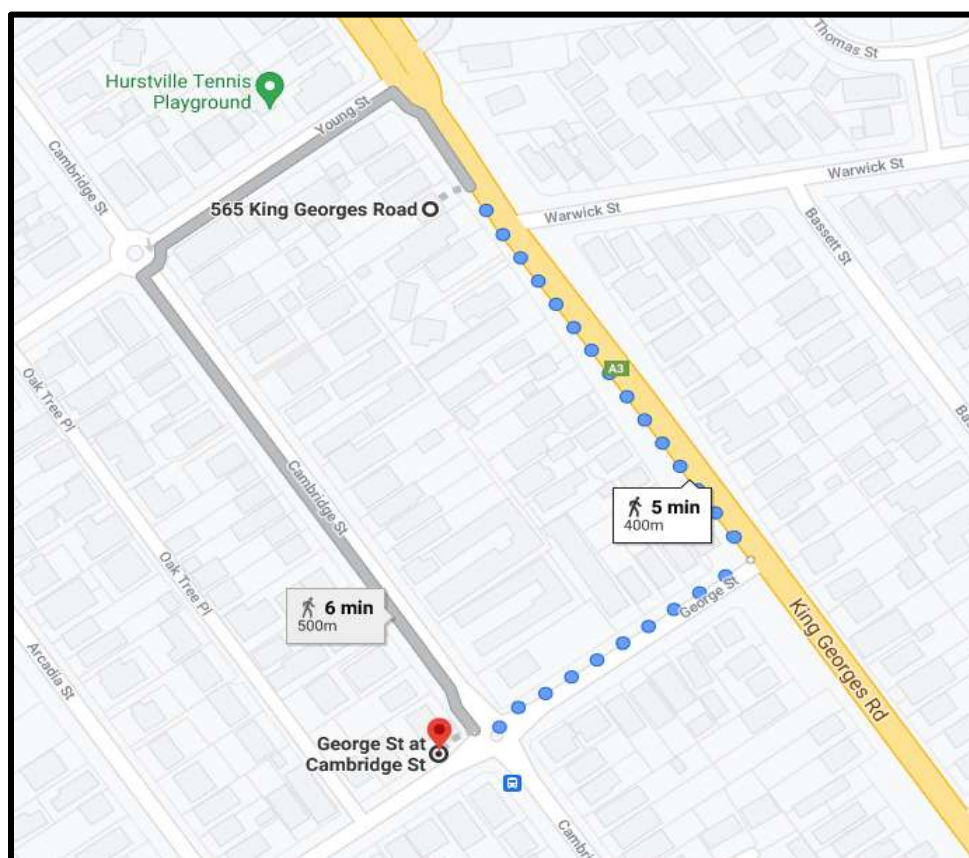 Thomas St
Hurstville Tennis
Playground
Young St
Cambridge St
Warwick St
565 King Georges Road
Warwick St
Bassett St
A3
Oak Tree Pl
Cambridge St
5 min
400m
Oak Tree Pl
6 min
500m
George St
King Georges Rd
Arcadia St
George St at
Cambridge St